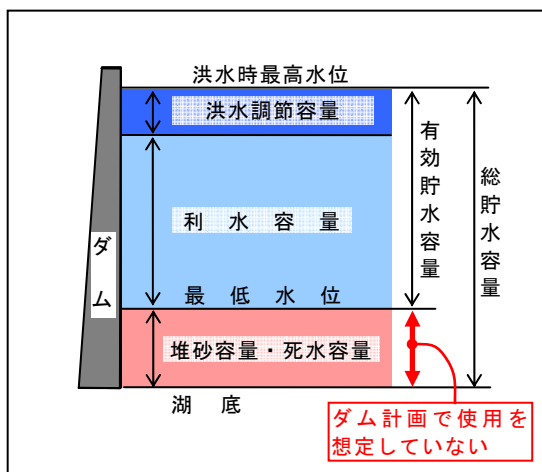 洪水時最高水位
洪水調節容量
有効貯水容量
総貯水容量
利水容量
ダム
最低水位
堆砂容量・死水容量
湖底
ダム計画で使用を
想定していない